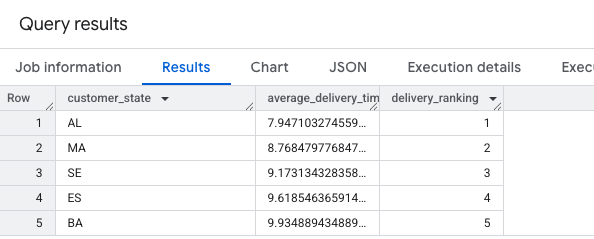 Query results
Job information Results Chart JSON Execution details Exec
Row customer_state average_delivery_tim delivery_ranking
1 AL 7.947103274559... 1
2 MA 8.768479776847... 2
3 SE 9.173134328358... 3
4 ES 9.618546365914... 4
5 BA 9.934889434889... 5